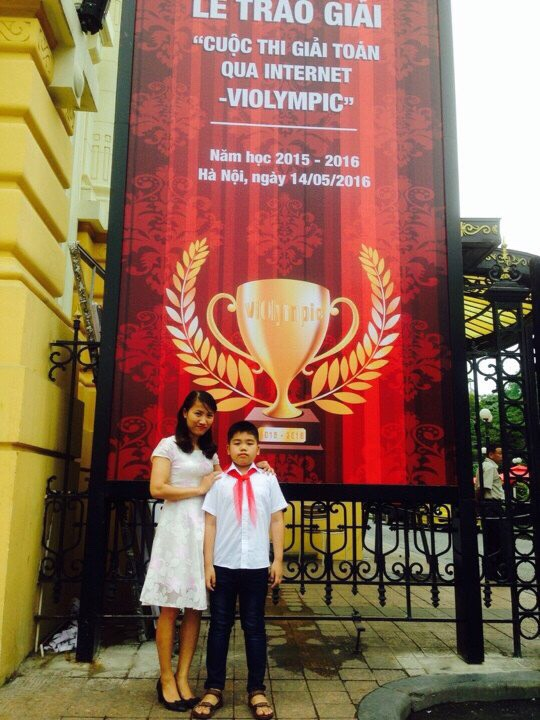 LỄ TRAO GIẢI
“CUỘC THI GIẢI TOÁN
QUA INTERNET
-VIOLYMPIC”
Năm học 2015 - 2016
Hà Nội, ngày 14/05/2016
ViOlympic
2015 - 2016